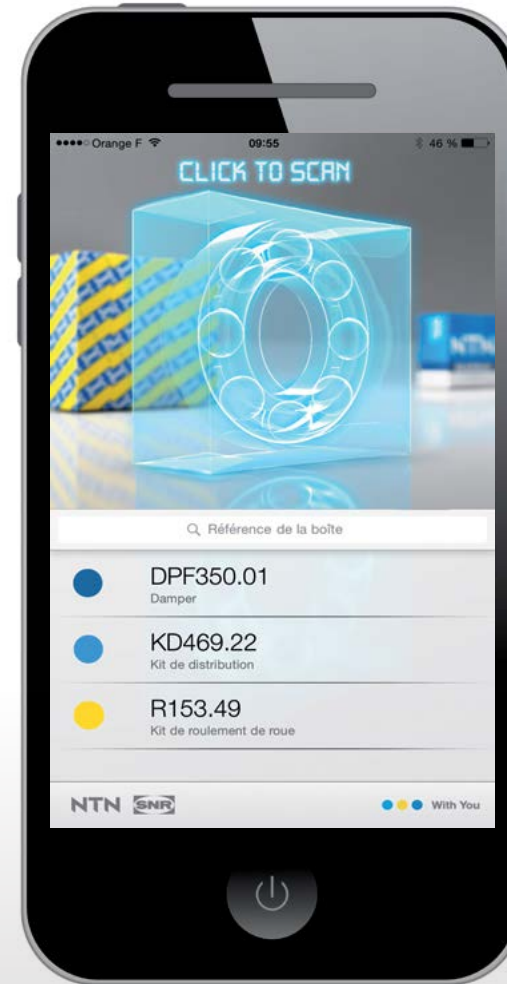 Orange F 09:55 46 %
CLICK TO SCAN
NTN
Référence de la boîte
DPF350.01
Damper
KD469.22
Kit de distribution
R153.49
Kit de roulement de roue
NTN SNR With You